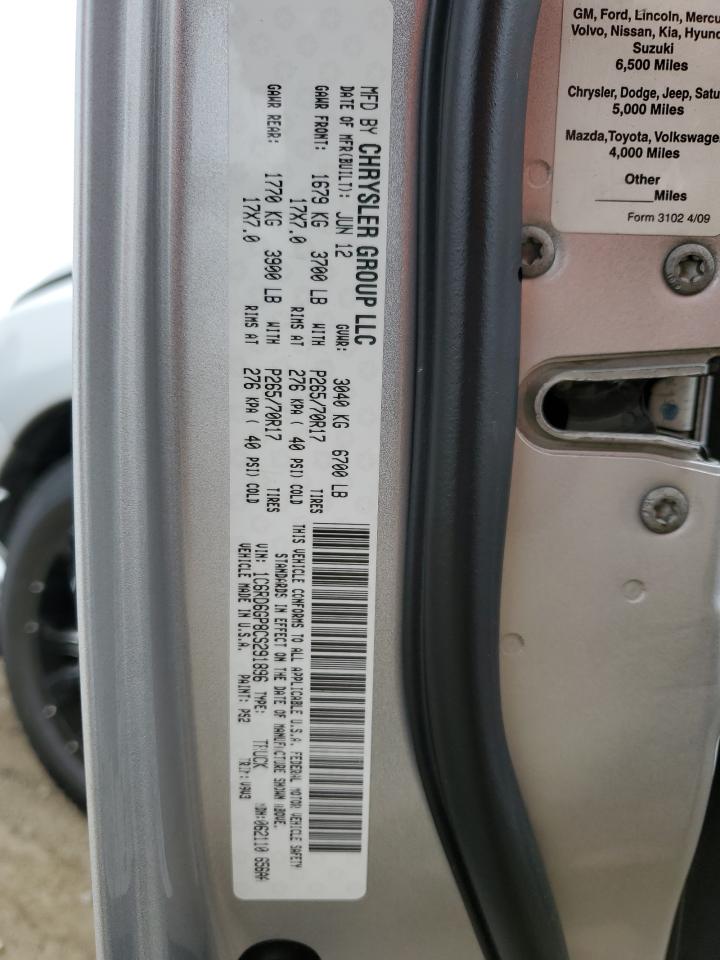 MFD BY CHRYSLER GROUP LLC
DATE OF MFR(BUILT): JUN 12 GVWR: 3040 KG 6700 LB
GAWR FRONT: 1679 KG 3700 LB WITH P265/70R17 TIRES
17X7.0 RIMS AT 276 KPA ( 40 PSI) COLD
GAWR REAR: 1770 KG 3900 LB WITH P265/70R17 TIRES
17X7.0 RIMS AT 276 KPA ( 40 PSI) COLD
THIS VEHICLE CONFORMS TO ALL APPLICABLE U.S.A. FEDERAL MOTOR VEHICLE SAFETY
STANDARDS IN EFFECT ON THE DATE OF MANUFACTURE SHOWN ABOVE.
VIN: 1C6RD6GP8CS291896 TYPE: TRUCK
VEHICLE MADE IN U.S.A. PAINT: PS2
GM, Ford, Lincoln,
Volvo, Nissan, Kia,
Suzuki
6,500 Miles
Chrysler, Dodge, Jeep,
5,000 Miles
Mazda,Toyota,
4,000 Miles
Other
______Miles
Form 3102 4/09